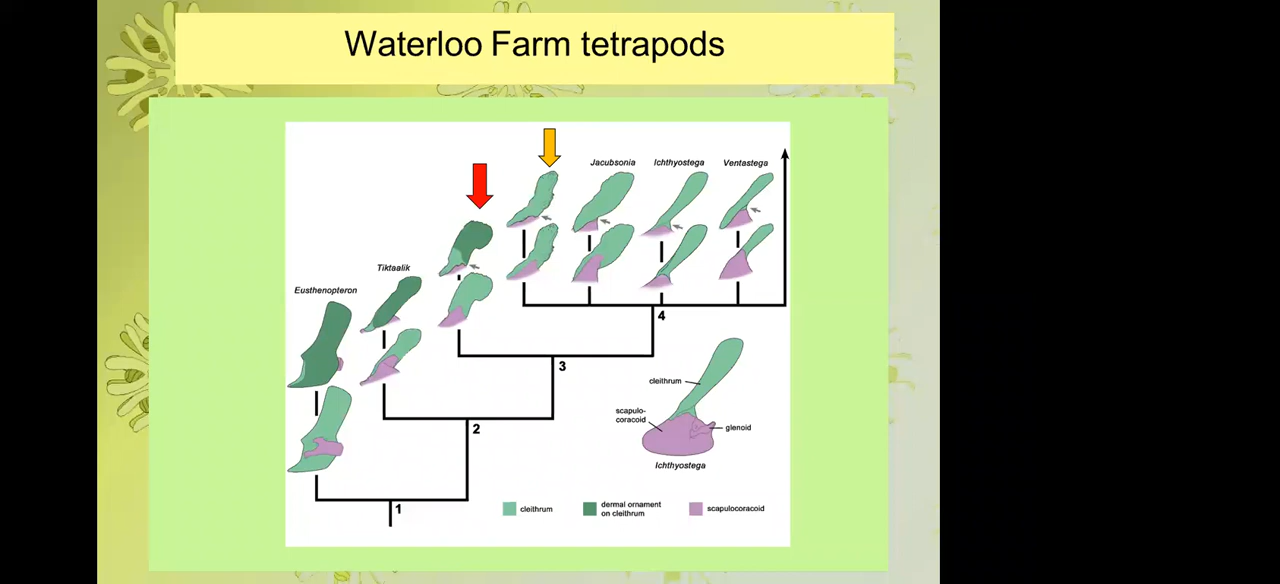 Waterloo Farm tetrapods
Jacubsonia
Ichthyostega
Ventastega
Tiktaalik
Eusthenopteron
4
3
2
1
cleithrum
scapulo-
coracoid
glenoid
Ichthyostega
cleithrum
dermal ornament
on cleithrum
scapulocoracoid